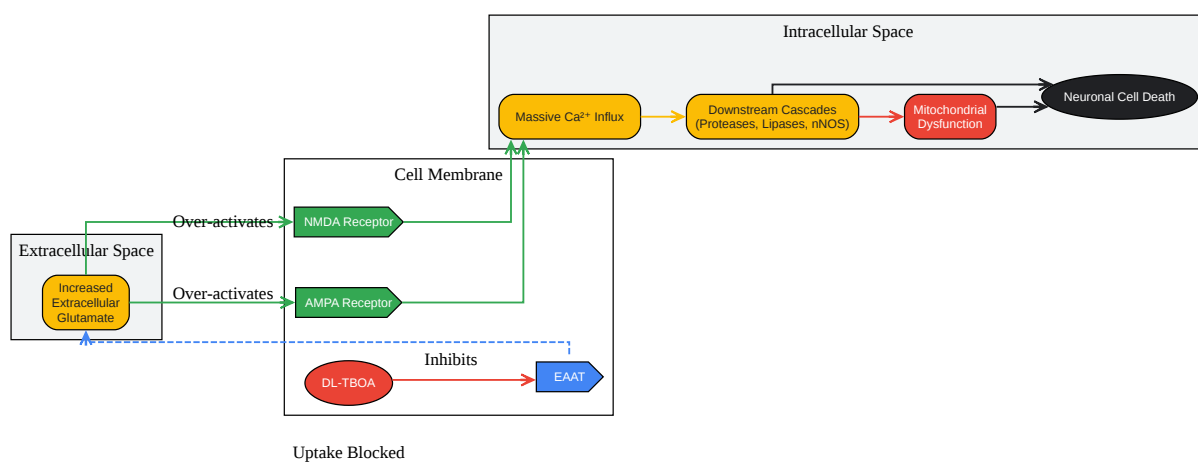 Intracellular Space
Massive Ca²⁺ Influx
Downstream Cascades
(Proteases, Lipases, nNOS)
Mitochondrial
Dysfunction
Neuronal Cell Death
Cell Membrane
Over-activates
NMDA Receptor
Extracellular Space
Increased
Extracellular
Glutamate
Over-activates
AMPA Receptor
Inhibits
DL-TBOA
EAAT
Uptake Blocked